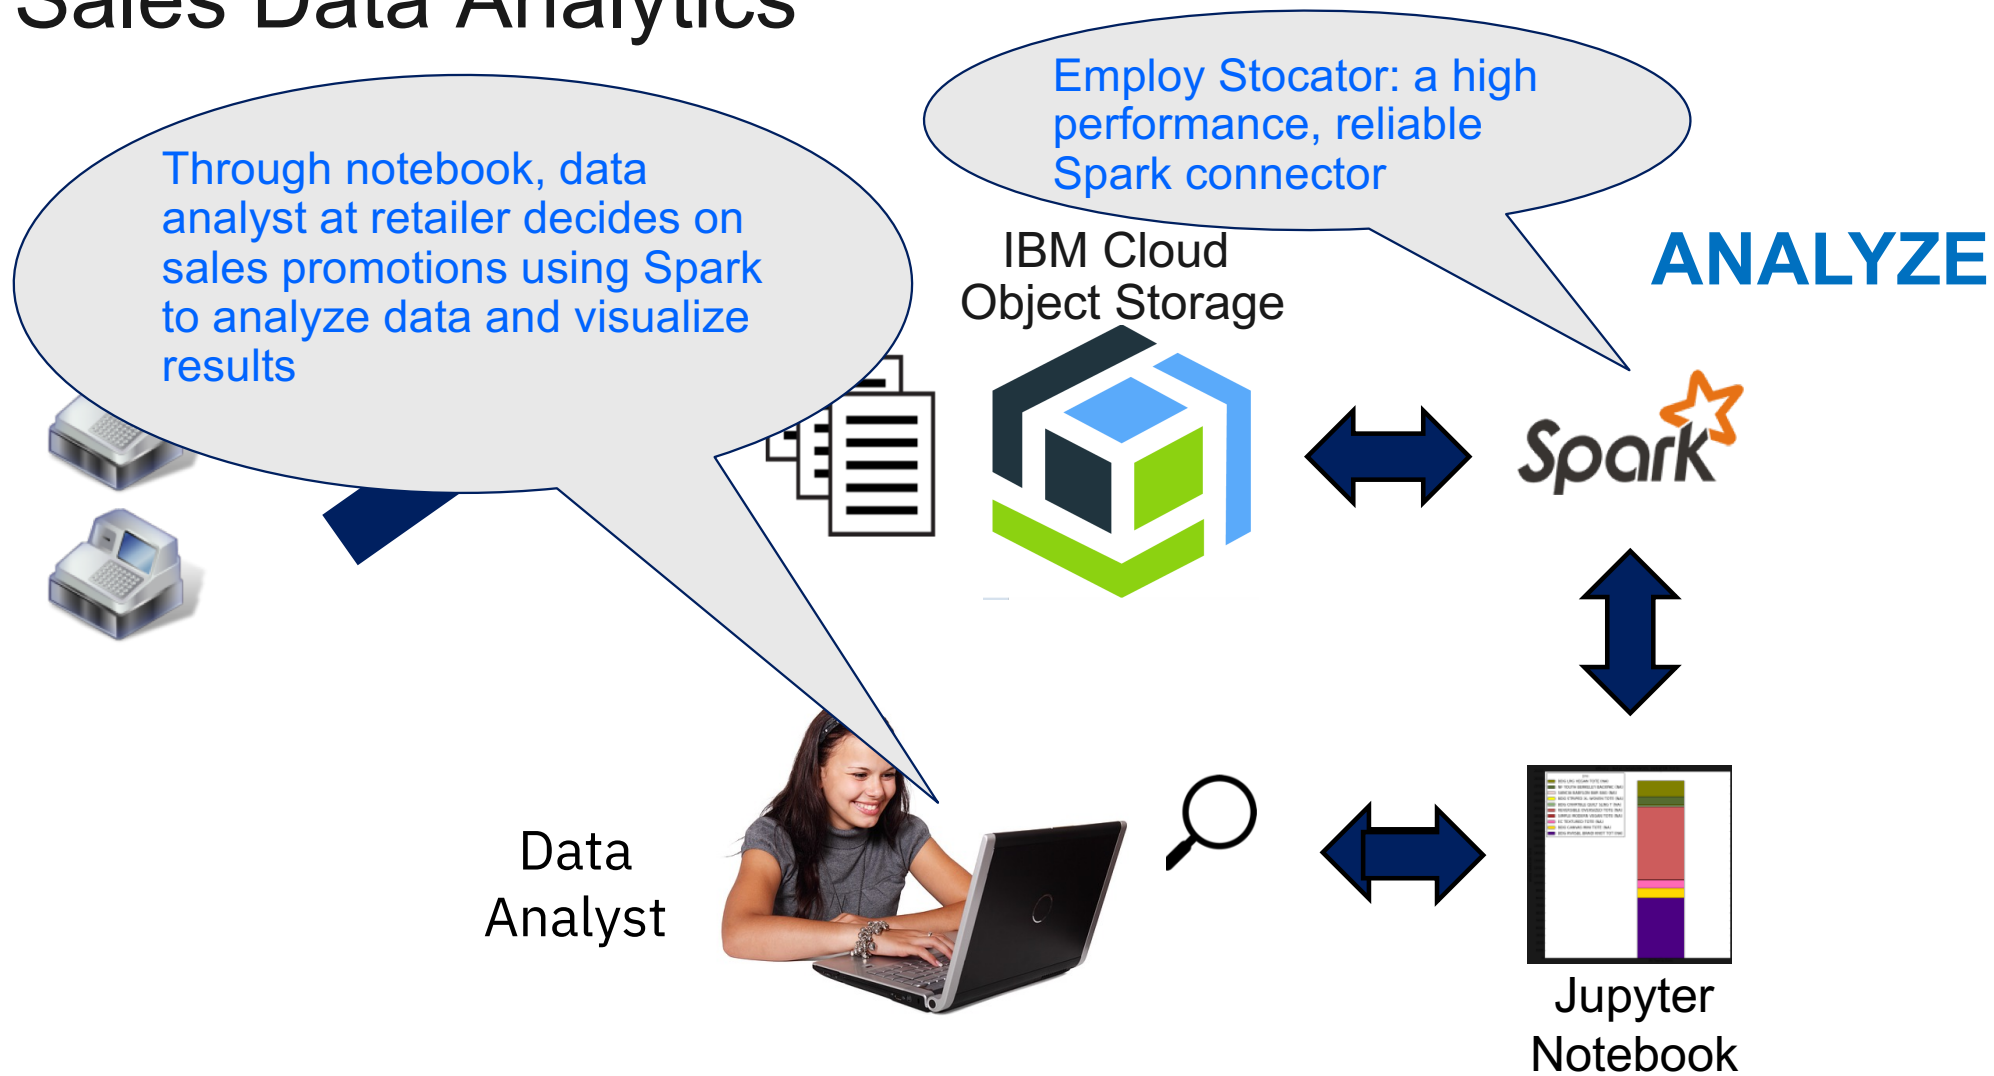 Sales Data Analytics
Employ Stocator: a high
performance, reliable
Spark connector
Through notebook, data
analyst at retailer decides on
sales promotions using Spark
to analyze data and visualize
results
IBM Cloud
Object Storage
ANALYZE
Spark
Data
Analyst
Jupyter
Notebook